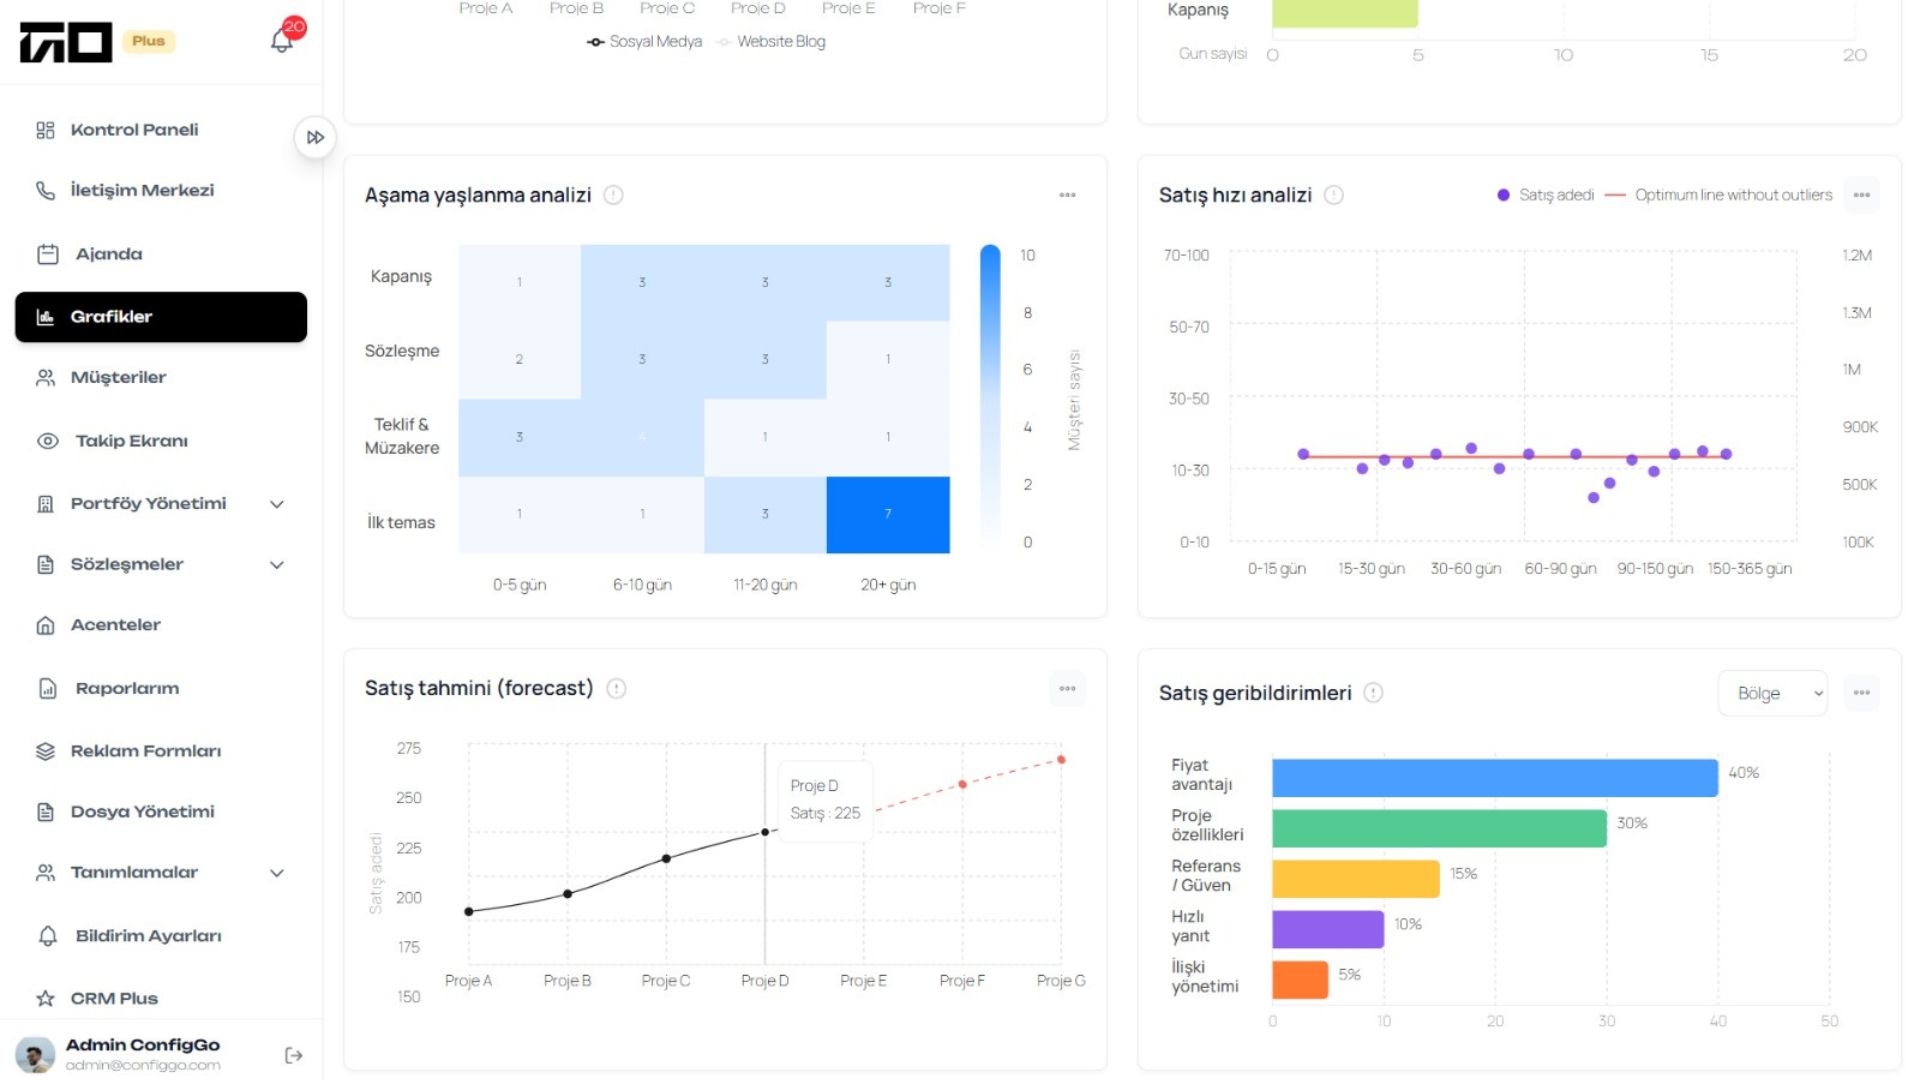 Plus
20
Kontrol Paneli
İletişim Merkezi
Ajanda
Grafikler
Müşteriler
Takip Ekranı
Portföy Yönetimi
Sözleşmeler
Acenteler
Raporlarım
Reklam Formları
Dosya Yönetimi
Tanımlamalar
Bildirim Ayarları
CRM Plus
Admin ConfigGo
admin@configgo.com
Proje A Proje B Proje C Proje D Proje E Proje F
Sosyal Medya Website Blog
Kapanış
Gun sayisi 0 5 10 15 20
Aşama yaşlanma analizi
Kapanış 1 3 3 3
Sözleşme 2 3 3 1
Teklif &
Müzakere 3 4 1 1
İlk temas 1 1 3 7
0-5 gün 6-10 gün 11-20 gün 20+ gün
10
8
6
4
2
0
Müşteri sayısı
Satış hızı analizi
Satış adedi Optimum line without outliers
70-100
50-70
30-50
10-30
0-10
1.2M
1.3M
1M
900K
500K
100K
0-15 gün 15-30 gün 30-60 gün 60-90 gün 90-150 gün 150-365 gün
Satış tahmini (forecast)
Satış adedi
275
250
225
200
175
150
Proje D
Satış : 225
Proje A Proje B Proje C Proje D Proje E Proje F Proje G
Satış geribildirimleri
Bölge
Fiyat
avantajı
40%
Proje
özellikleri
30%
Referans
/ Güven
15%
Hızlı
yanıt
10%
İlişki
yönetimi
5%
0 10 20 30 40 50